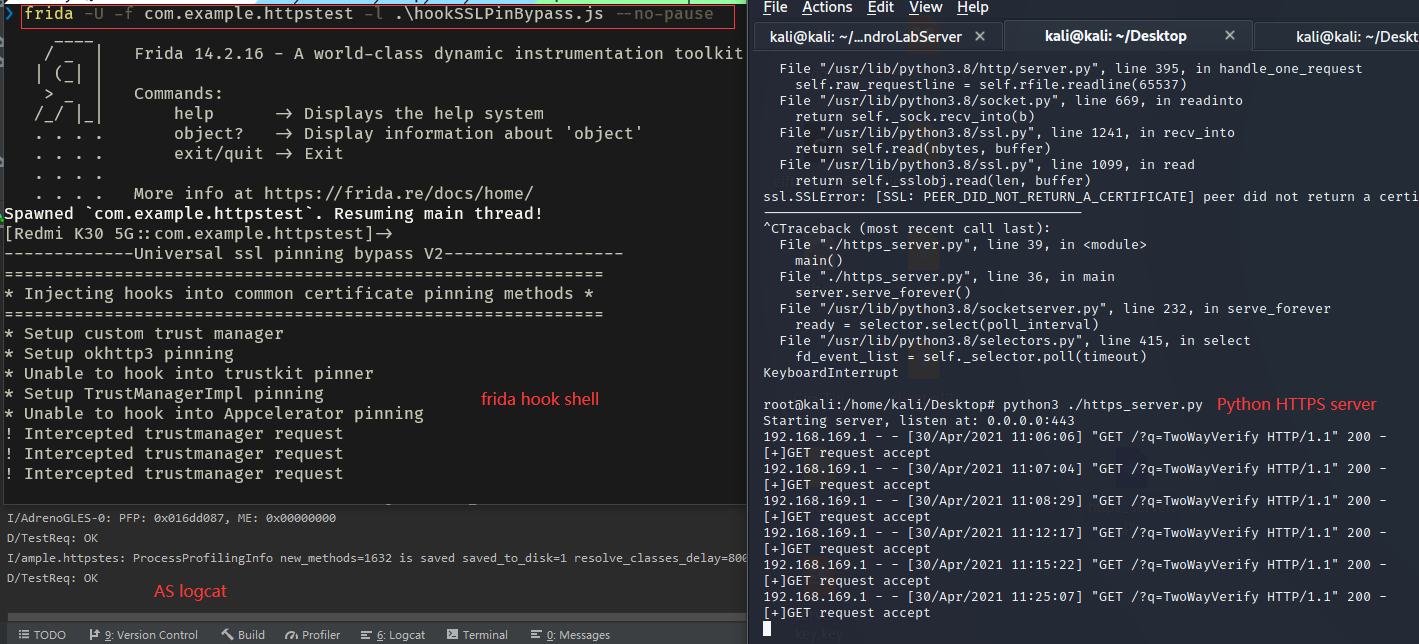 frida -U -f com.example.httpstest -l .\hookSSLPinBypass.js --no-pause
Frida 14.2.16 - A world-class dynamic instrumentation toolkit
Commands:
help -> Displays the help system
object? -> Display information about 'object'
exit/quit -> Exit
More info at https://frida.re/docs/home/
Spawned `com.example.httpstest`. Resuming main thread!
[Redmi K30 5G::com.example.httpstest]->
-------------Universal ssl pinning bypass V2------------------
============================================================
* Injecting hooks into common certificate pinning methods *
============================================================
* Setup custom trust manager
* Setup okhttp3 pinning
* Unable to hook into trustkit pinner
* Setup TrustManagerImpl pinning
* Unable to hook into Appcelerator pinning
! Intercepted trustmanager request
! Intercepted trustmanager request
! Intercepted trustmanager request
frida hook shell
I/AdrenoGLES-0: PFP: 0x016dd087, ME: 0x00000000
D/TestReq: OK
I/ample.httpstes: ProcessProfilingInfo new_methods=1632 is saved saved_to_disk=1 resolve_classes_delay=800
D/TestReq: OK
AS logcat
TODO 9: Version Control Build Profiler 6: Logcat Terminal 0: Messages
File Actions Edit View Help
kali@kali: ~/...ndroLabServer kali@kali: ~/Desktop kali@kali: ~/Deskt
File "/usr/lib/python3.8/http/server.py", line 395, in handle_one_request
self.raw_requestline = self.rfile.readline(65537)
File "/usr/lib/python3.8/socket.py", line 669, in readinto
return self._sock.recv_into(b)
File "/usr/lib/python3.8/ssl.py", line 1241, in recv_into
return self.read(nbytes, buffer)
File "/usr/lib/python3.8/ssl.py", line 1099, in read
return self._sslobj.read(len, buffer)
ssl.SSLError: [SSL: PEER_DID_NOT_RETURN_A_CERTIFICATE] peer did not return a certi
----------------------------------------
^CTraceback (most recent call last):
File "./https_server.py", line 39, in <module>
main()
File "./https_server.py", line 36, in main
server.serve_forever()
File "/usr/lib/python3.8/socketserver.py", line 232, in serve_forever
ready = selector.select(poll_interval)
File "/usr/lib/python3.8/selectors.py", line 415, in select
fd_event_list = self._selector.poll(timeout)
KeyboardInterrupt
root@kali:/home/kali/Desktop# python3 ./https_server.py Python HTTPS server
Starting server, listen at: 0.0.0.0:443
192.168.169.1 - - [30/Apr/2021 11:06:06] "GET /?q=TwoWayVerify HTTP/1.1" 200 -
[+]GET request accept
192.168.169.1 - - [30/Apr/2021 11:07:04] "GET /?q=TwoWayVerify HTTP/1.1" 200 -
[+]GET request accept
192.168.169.1 - - [30/Apr/2021 11:08:29] "GET /?q=TwoWayVerify HTTP/1.1" 200 -
[+]GET request accept
192.168.169.1 - - [30/Apr/2021 11:12:17] "GET /?q=TwoWayVerify HTTP/1.1" 200 -
[+]GET request accept
192.168.169.1 - - [30/Apr/2021 11:15:22] "GET /?q=TwoWayVerify HTTP/1.1" 200 -
[+]GET request accept
192.168.169.1 - - [30/Apr/2021 11:25:07] "GET /?q=TwoWayVerify HTTP/1.1" 200 -
[+]GET request accept
key.key